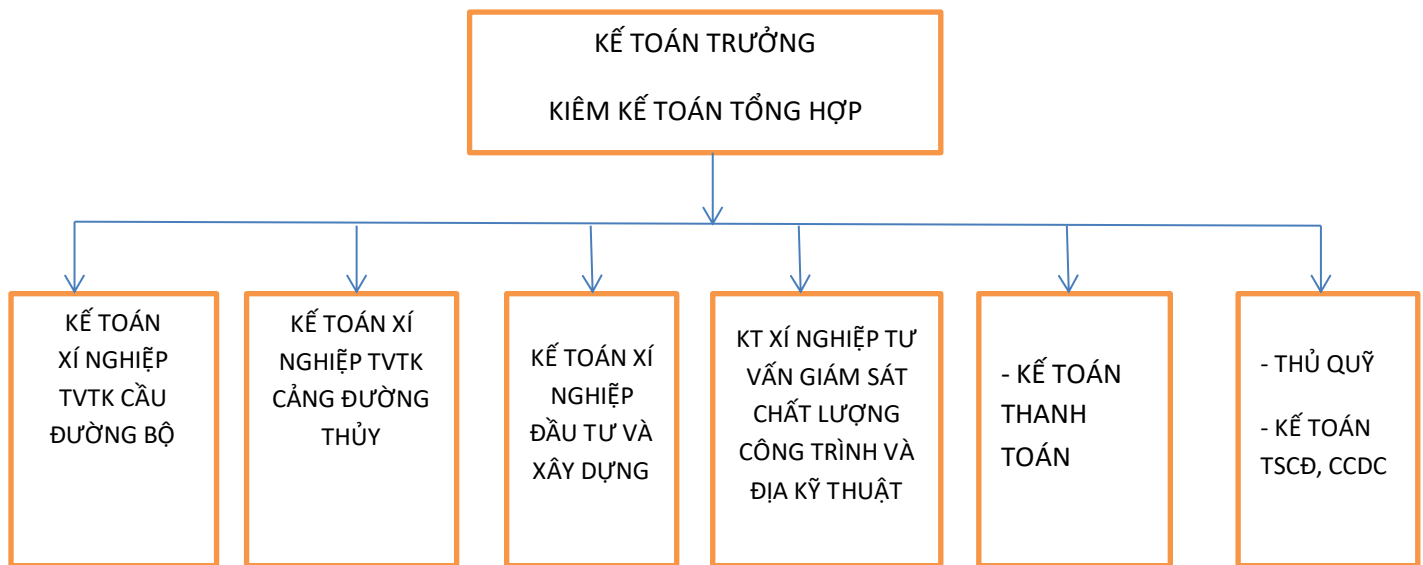 KẾ TOÁN TRƯỞNG
KIÊM KẾ TOÁN TỔNG HỢP
KẾ TOÁN
XÍ NGHIỆP
TVTK CẦU
ĐƯỜNG BỘ
KẾ TOÁN XÍ
NGHIỆP TVTK
CẢNG ĐƯỜNG
THỦY
KẾ TOÁN XÍ
NGHIỆP
ĐẦU TƯ VÀ
XÂY DỰNG
KT XÍ NGHIỆP TƯ
VẤN GIÁM SÁT
CHẤT LƯỢNG
CÔNG TRÌNH VÀ
ĐỊA KỸ THUẬT
- KẾ TOÁN
THANH
TOÁN
- THỦ QUỸ
- KẾ TOÁN
TSCĐ, CCDC